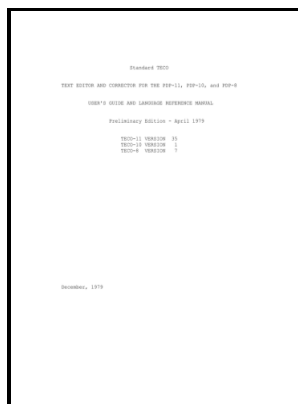 Standard TECO
TEXT EDITOR AND CORRECTOR FOR THE PDP-11, PDP-10, and PDP-8
USER'S GUIDE AND LANGUAGE REFERENCE MANUAL
Preliminary Edition - April 1979
TECO-11 VERSION 35
TECO-10 VERSION 1
TECO-8 VERSION 7
December, 1979